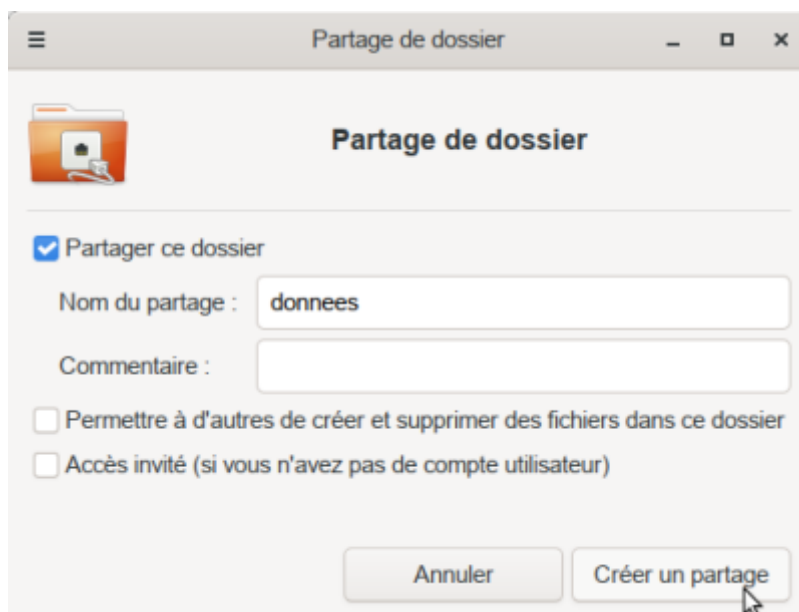 Partage de dossier
Partage de dossier
Partager ce dossier
Nom du partage : donnees
Commentaire :
Permettre à d'autres de créer et supprimer des fichiers dans ce dossier
Accès invité (si vous n'avez pas de compte utilisateur)
Annuler Créer un partage